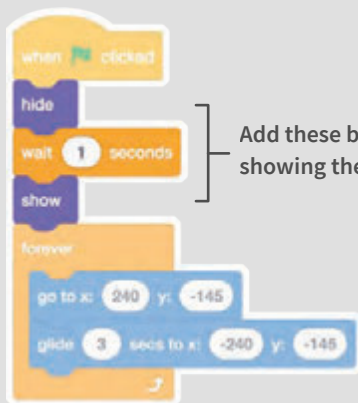 when clicked
hide
wait 1 seconds
show
Add these b
showing the
forever
go to x: 240 y: -145
glide 3 secs to x: -240 y: -145